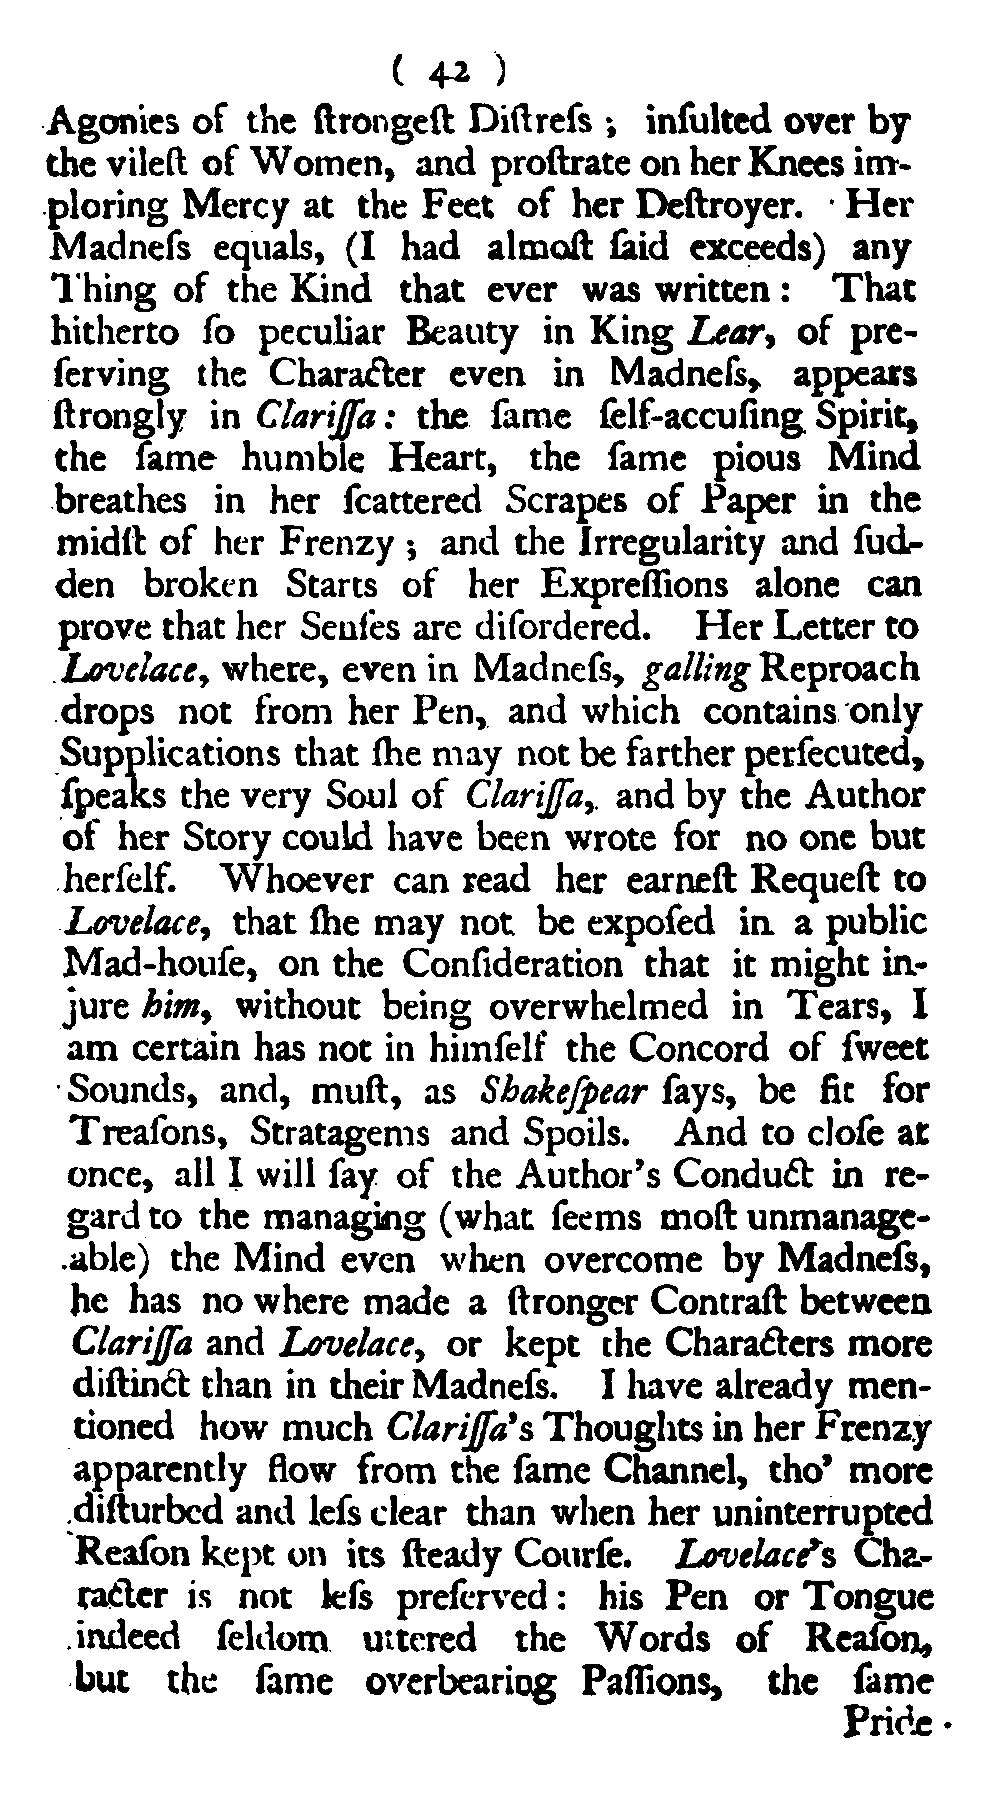 ( 42 )
Agonies of the ſtrongeſt Diſtreſs ; inſulted over by
the vileſt of Women, and proſtrate on her Knees im-
ploring Mercy at the Feet of her Deſtroyer. Her
Madneſs equals, (I had almoſt ſaid exceeds) any
Thing of the Kind that ever was written : That
hitherto ſo peculiar Beauty in King Lear, of pre-
ſerving the Character even in Madneſs, appears
ſtrongly in Clariſſa : the ſame ſelf-accuſing Spirit,
the ſame humble Heart, the ſame pious Mind
breathes in her ſcattered Scrapes of Paper in the
midſt of her Frenzy ; and the Irregularity and ſud-
den broken Starts of her Expreſſions alone can
prove that her Senſes are diſordered. Her Letter to
Lovelace, where, even in Madneſs, galling Reproach
drops not from her Pen, and which contains only
Supplications that ſhe may not be farther perſecuted,
ſpeaks the very Soul of Clariſſa, and by the Author
of her Story could have been wrote for no one but
herſelf. Whoever can read her earneſt Requeſt to
Lovelace, that ſhe may not be expoſed in a public
Mad-houſe, on the Conſideration that it might in-
jure him, without being overwhelmed in Tears, I
am certain has not in himſelf the Concord of ſweet
Sounds, and, muſt, as Shakeſpear ſays, be fit for
Treaſons, Stratagems and Spoils. And to cloſe at
once, all I will ſay of the Author's Conduct in re-
gard to the managing (what ſeems moſt unmanage-
able) the Mind even when overcome by Madneſs,
he has no where made a ſtronger Contraſt between
Clariſſa and Lovelace, or kept the Characters more
diſtinct than in their Madneſs. I have already men-
tioned how much Clariſſa's Thoughts in her Frenzy
apparently flow from the ſame Channel, tho' more
diſturbed and leſs clear than when her uninterrupted
Reaſon kept on its ſteady Courſe. Lovelace's Cha-
racter is not leſs preſerved : his Pen or Tongue
indeed ſeldom uttered the Words of Reaſon,
but the ſame overbearing Paſſions, the ſame
Pride